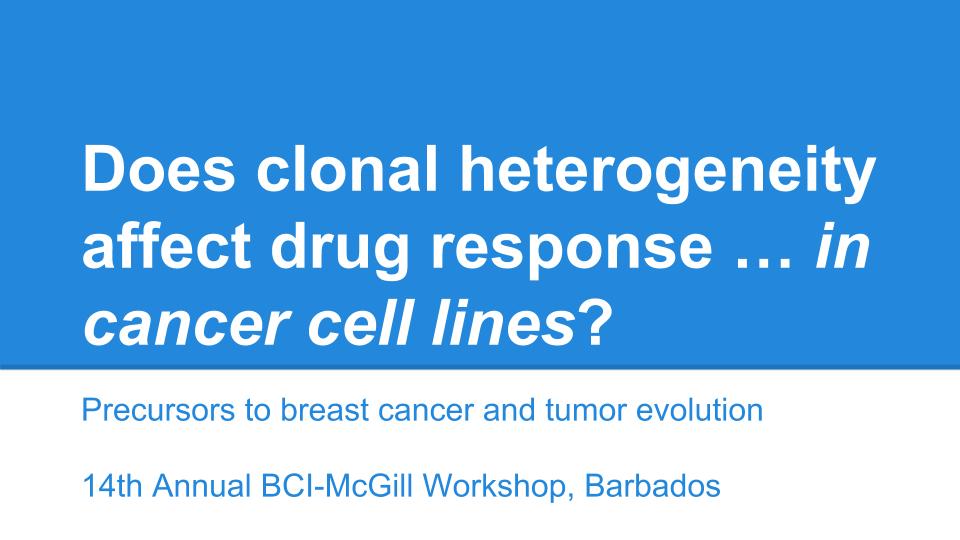 Does clonal heterogeneity
affect drug response … in
cancer cell lines?
Precursors to breast cancer and tumor evolution
14th Annual BCI-McGill Workshop, Barbados